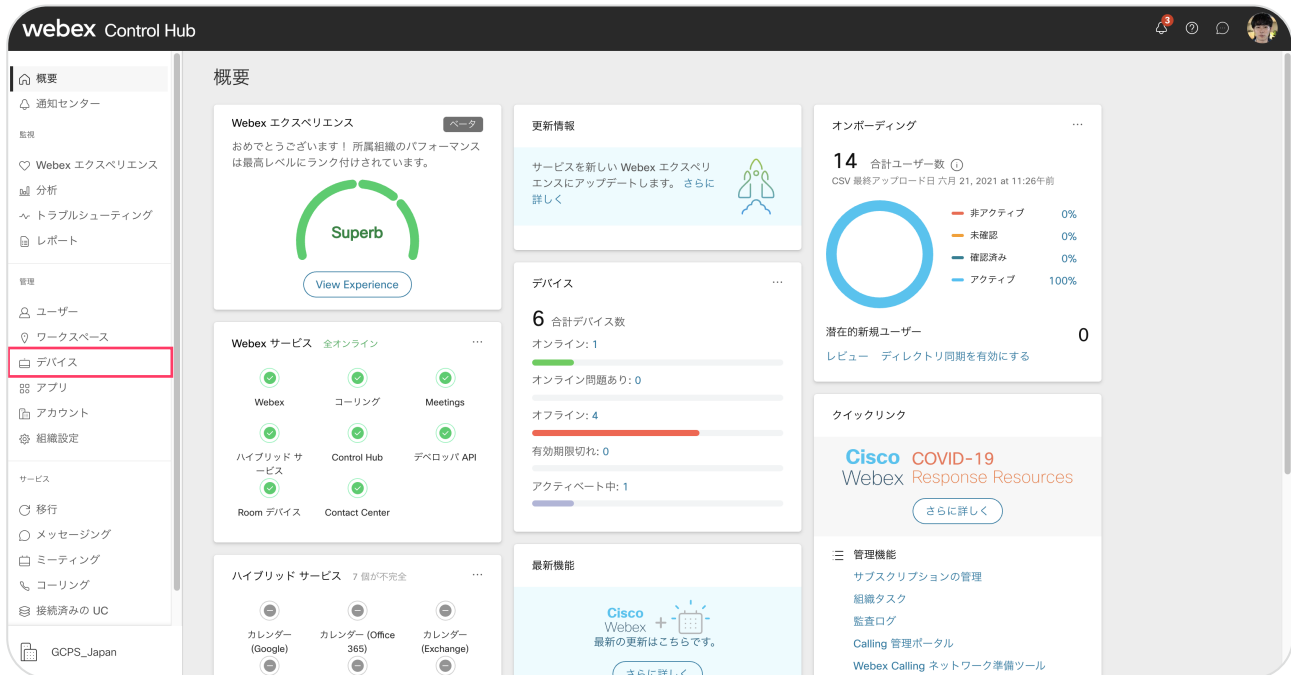 webex Control Hub
3
概要
通知センター
監視
Webex エクスペリエンス
分析
トラブルシューティング
レポート
管理
ユーザー
ワークスペース
デバイス
アプリ
アカウント
組織設定
サービス
移行
メッセージング
ミーティング
コーリング
接続済みの UC
GCPS_Japan
概要
Webex エクスペリエンス
ベータ
おめでとうございます! 所属組織のパフォーマンス
は最高レベルにランク付けされています。
Superb
View Experience
Webex サービス 全オンライン
Webex
コーリング
Meetings
ハイブリッド サ
ービス
Control Hub
デベロッパ API
Room デバイス
Contact Center
ハイブリッド サービス 7 個が不完全
カレンダー
(Google)
カレンダー (Office
365)
カレンダー
(Exchange)
更新情報
サービスを新しい Webex エクスペリ
エンスにアップデートします。 さらに
詳しく
デバイス
6 合計デバイス数
オンライン: 1
オンライン問題あり: 0
オフライン: 4
有効期限切れ: 0
アクティベート中: 1
最新機能
Cisco
Webex +
最新の更新はこちらです。
さらに詳しく
オンボーディング
14 合計ユーザー数
CSV 最終アップロード日 六月 21, 2021 at 11:26午前
非アクティブ 0%
未確認 0%
確認済み 0%
アクティブ 100%
潜在的新規ユーザー 0
レビュー ディレクトリ同期を有効にする
クイックリンク
Cisco COVID-19
Webex Response Resources
さらに詳しく
管理機能
サブスクリプションの管理
組織タスク
監査ログ
Calling 管理ポータル
Webex Calling ネットワーク準備ツール